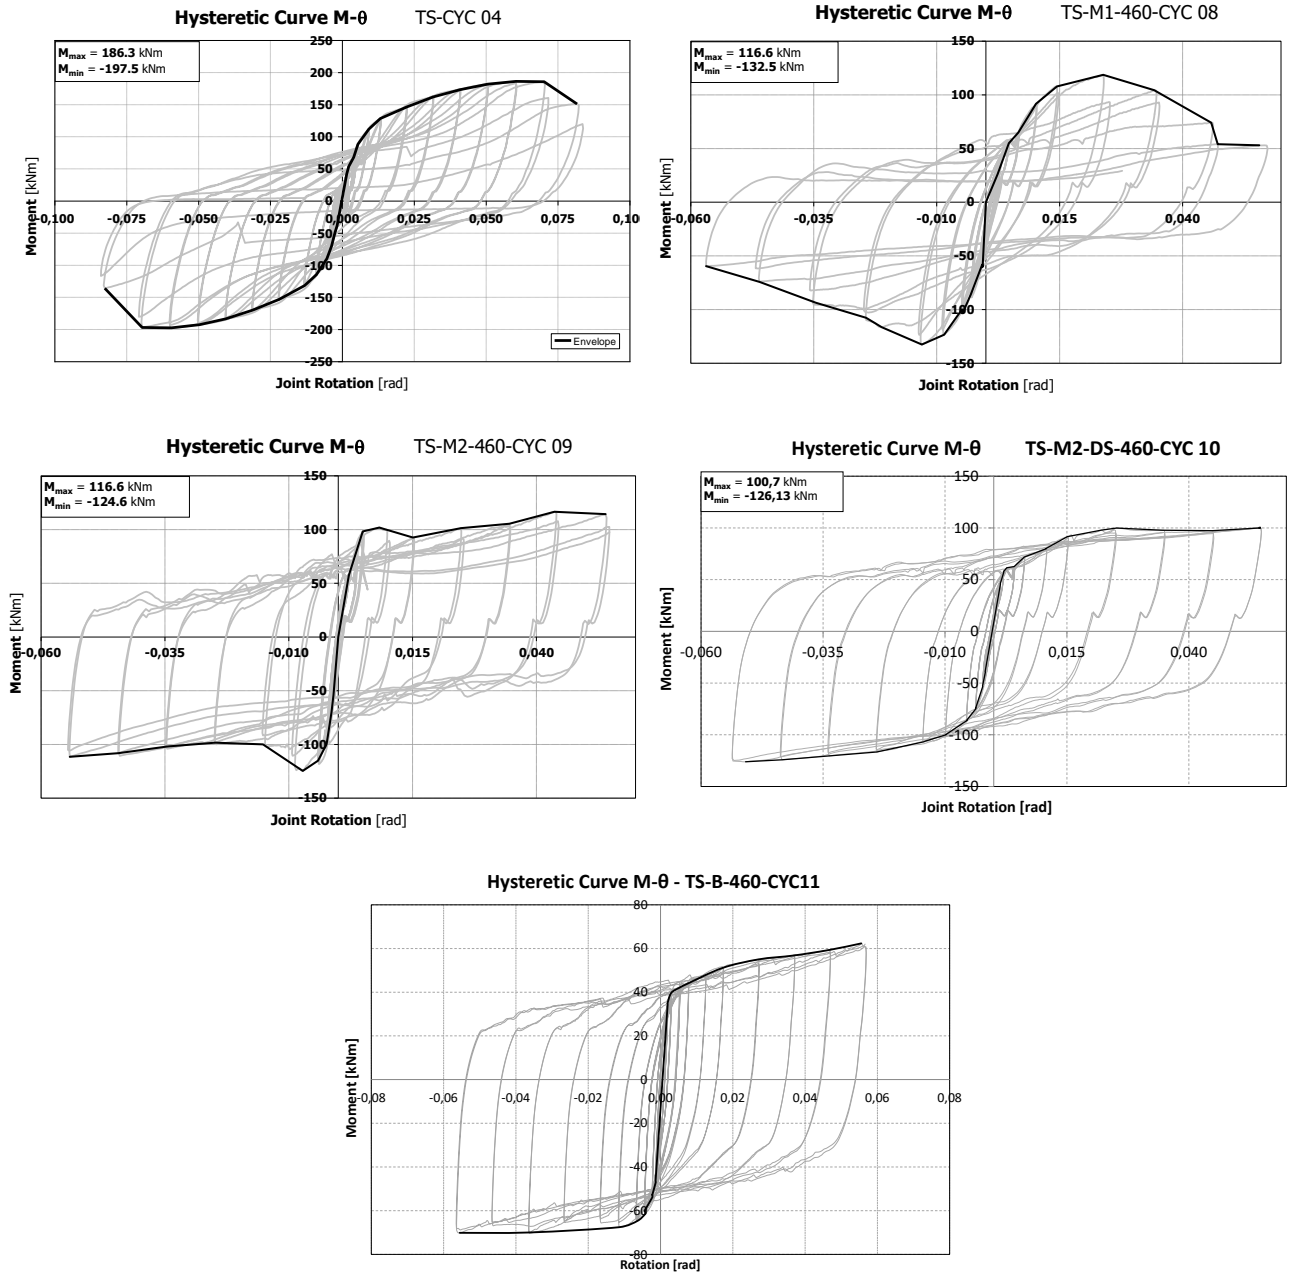 Hysteretic Curve M-θ TS-CYC 04
Mmax = 186.3 kNm
Mmin = -197.5 kNm
250
200
150
100
50
0
-50
-100
-150
-200
-250
-0,100 -0,075 -0,050 -0,025 0,000 0,025 0,050 0,075 0,10
Moment [kNm]
Envelope
Joint Rotation [rad]
Hysteretic Curve M-θ TS-M1-460-CYC 08
Mmax = 116.6 kNm
Mmin = -132.5 kNm
150
100
50
0
-50
-100
-150
-0,060 -0,035 -0,010 0,015 0,040
Moment [kNm]
Joint Rotation [rad]
Hysteretic Curve M-θ TS-M2-460-CYC 09
Mmax = 116.6 kNm
Mmin = -124.6 kNm
150
100
50
0
-50
-100
-150
-0,060 -0,035 -0,010 0,015 0,040
Moment [kNm]
Joint Rotation [rad]
Hysteretic Curve M-θ TS-M2-DS-460-CYC 10
Mmax = 100,7 kNm
Mmin = -126,13 kNm
150
100
50
0
-50
-100
-150
-0,060 -0,035 -0,010 0,015 0,040
Moment [kNm]
Joint Rotation [rad]
Hysteretic Curve M-θ - TS-B-460-CYC11
80
60
40
20
0
-20
-40
-60
-80
-0,08 -0,06 -0,04 -0,02 0,00 0,02 0,04 0,06 0,08
Moment [kNm]
Rotation [rad]